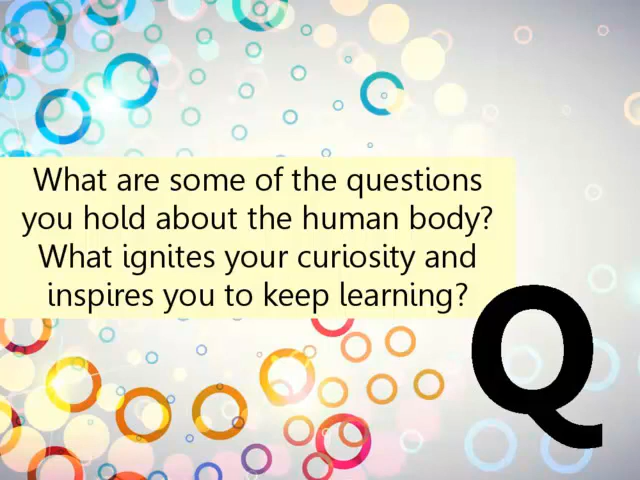 What are some of the questions
you hold about the human body?
What ignites your curiosity and
inspires you to keep learning?
Q